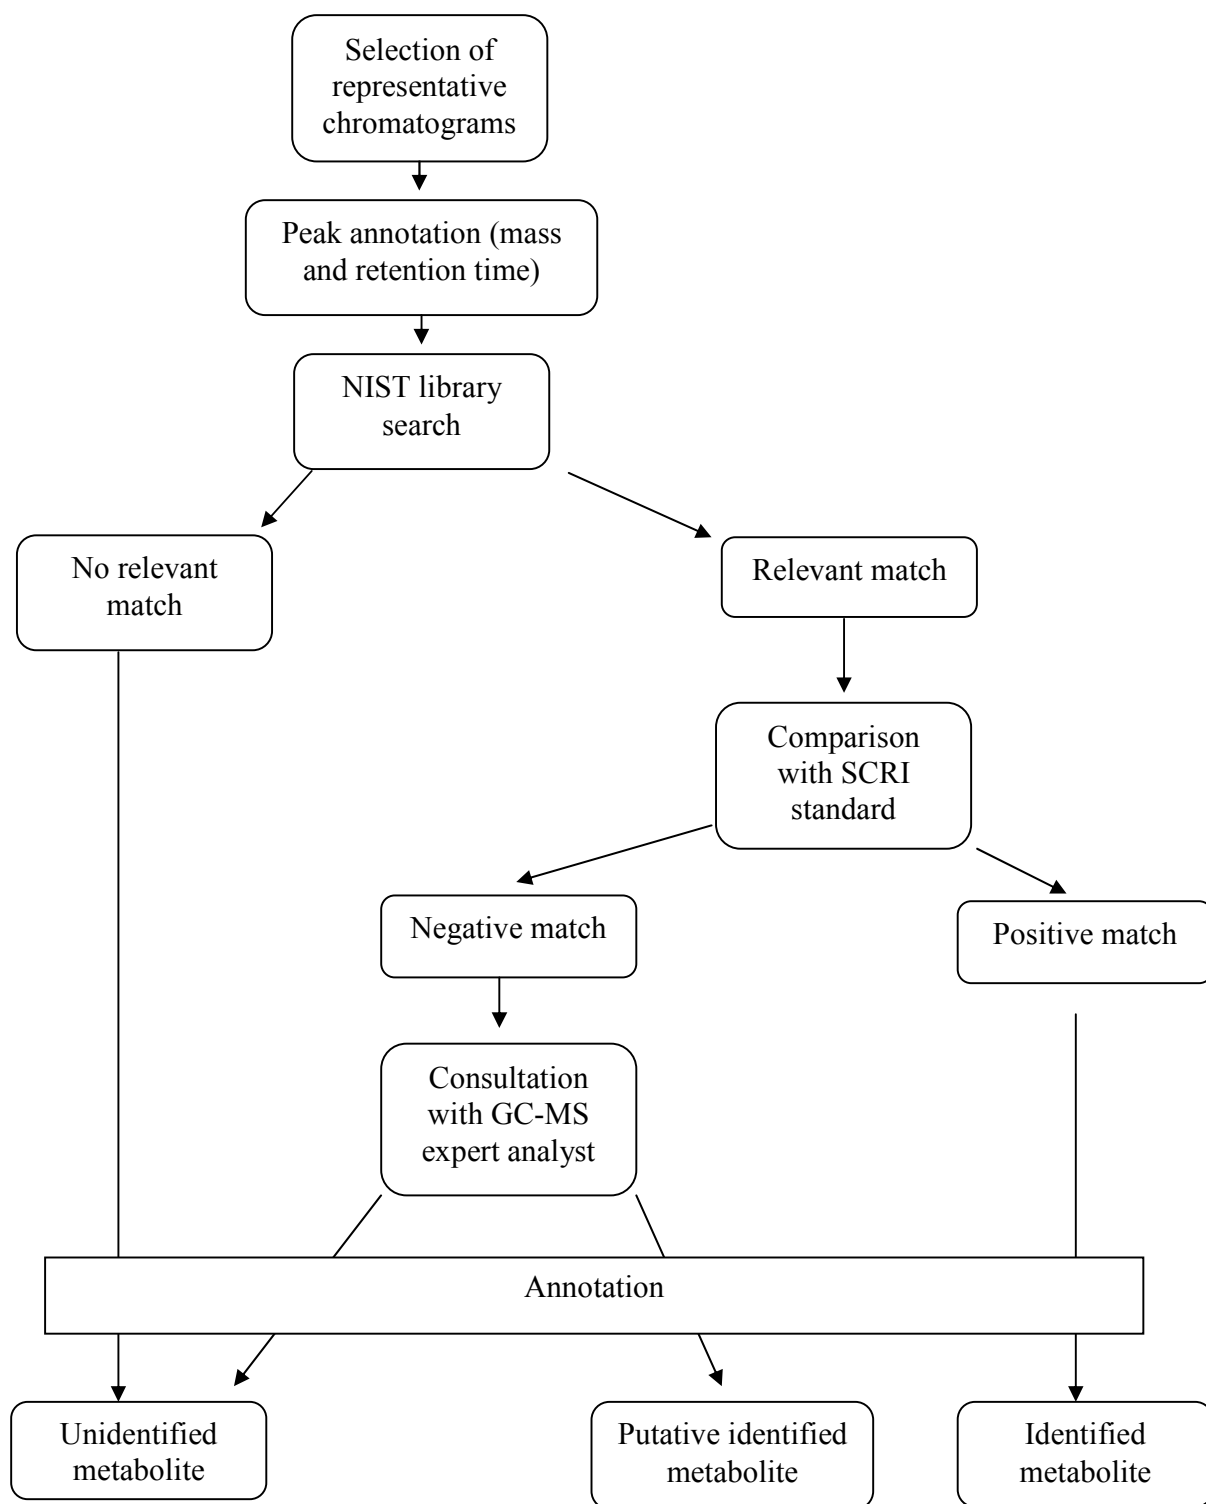 Selection of
representative
chromatograms
Peak annotation (mass
and retention time)
NIST library
search
No relevant
match
Relevant match
Comparison
with SCRI
standard
Negative match
Positive match
Consultation
with GC-MS
expert analyst
Annotation
Unidentified
metabolite
Putative identified
metabolite
Identified
metabolite